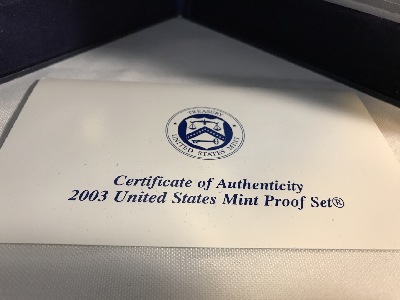 TREASURY
UNITED STATES MINT
Certificate of Authenticity
2003 United States Mint Proof Set®